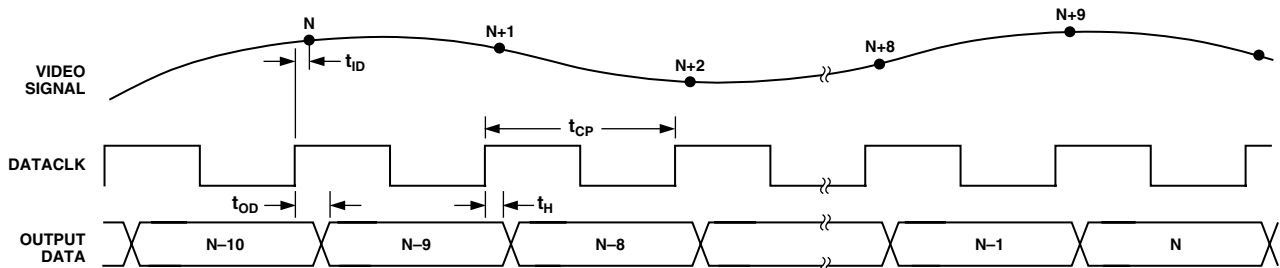 N
N+1
N+2
N+8
N+9
VIDEO
SIGNAL
tID
tCP
DATACLK
tOD
tH
OUTPUT
DATA
N–10
N–9
N–8
N–1
N